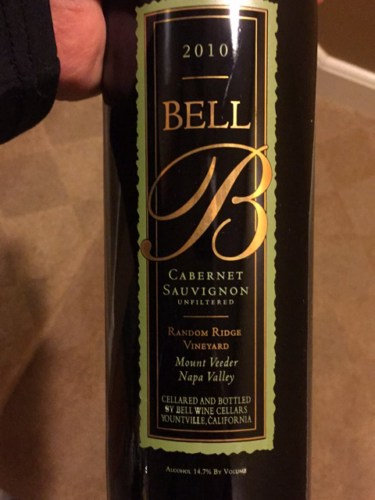 2010
BELL
B
CABERNET
SAUVIGNON
UNFILTERED
RANDOM RIDGE
VINEYARD
Mount Veeder
Napa Valley
CELLARED AND BOTTLED
BY BELL WINE CELLARS
YOUNTVILLE, CALIFORNIA
ALCOHOL 14.7% BY VOLUME